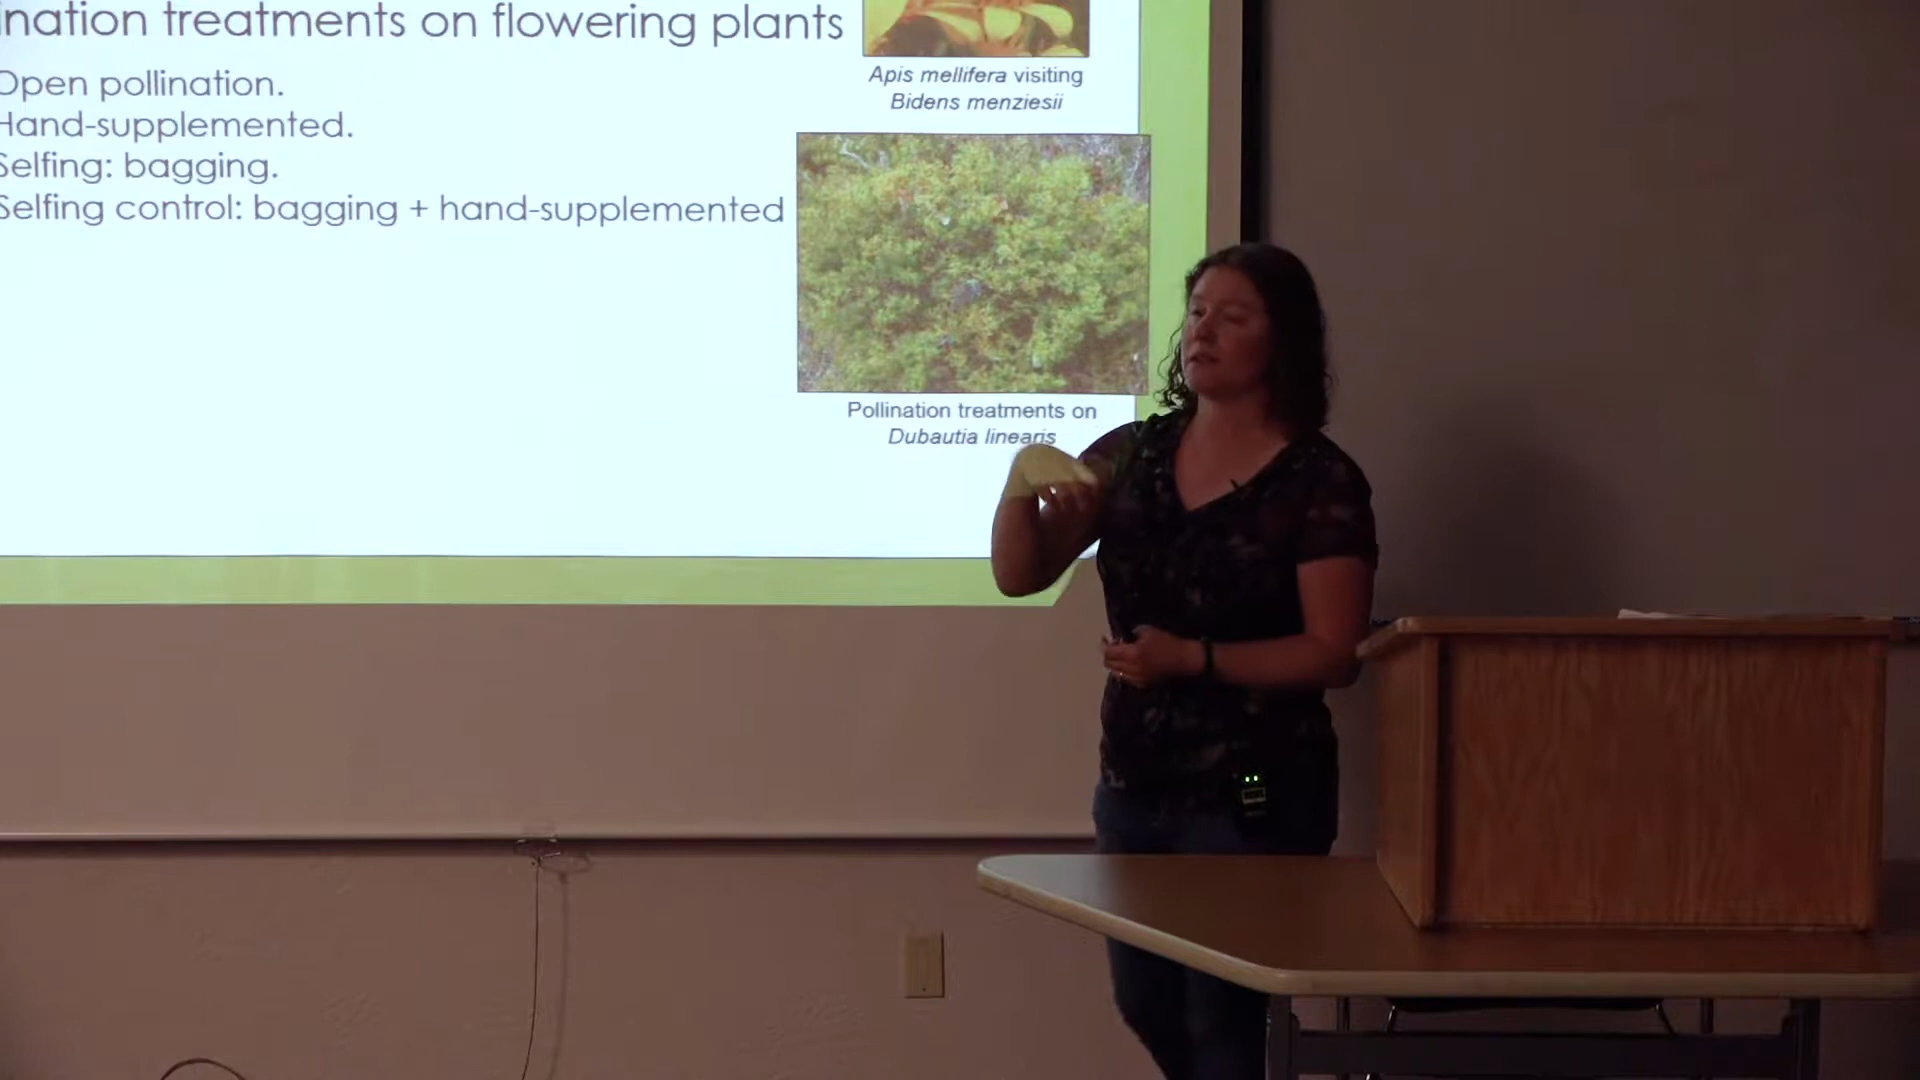 ination treatments on flowering plants
Open pollination.
Hand-supplemented.
Selfing: bagging.
Selfing control: bagging + hand-supplemented
Apis mellifera visiting
Bidens menziesii
Pollination treatments on
Dubautia linearis